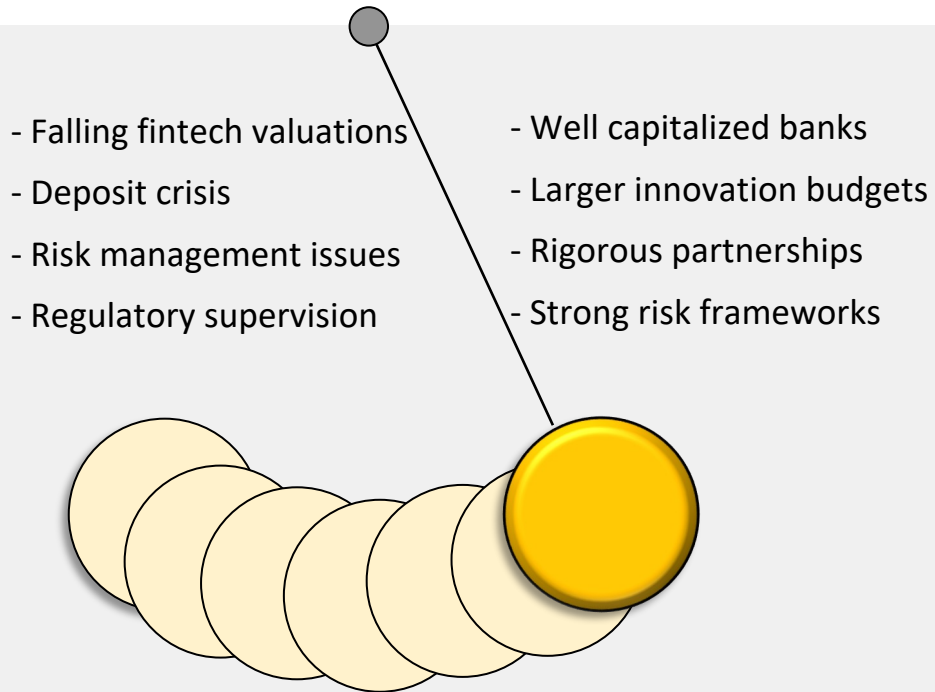 - Falling fintech valuations
- Deposit crisis
- Risk management issues
- Regulatory supervision
- Well capitalized banks
- Larger innovation budgets
- Rigorous partnerships
- Strong risk frameworks